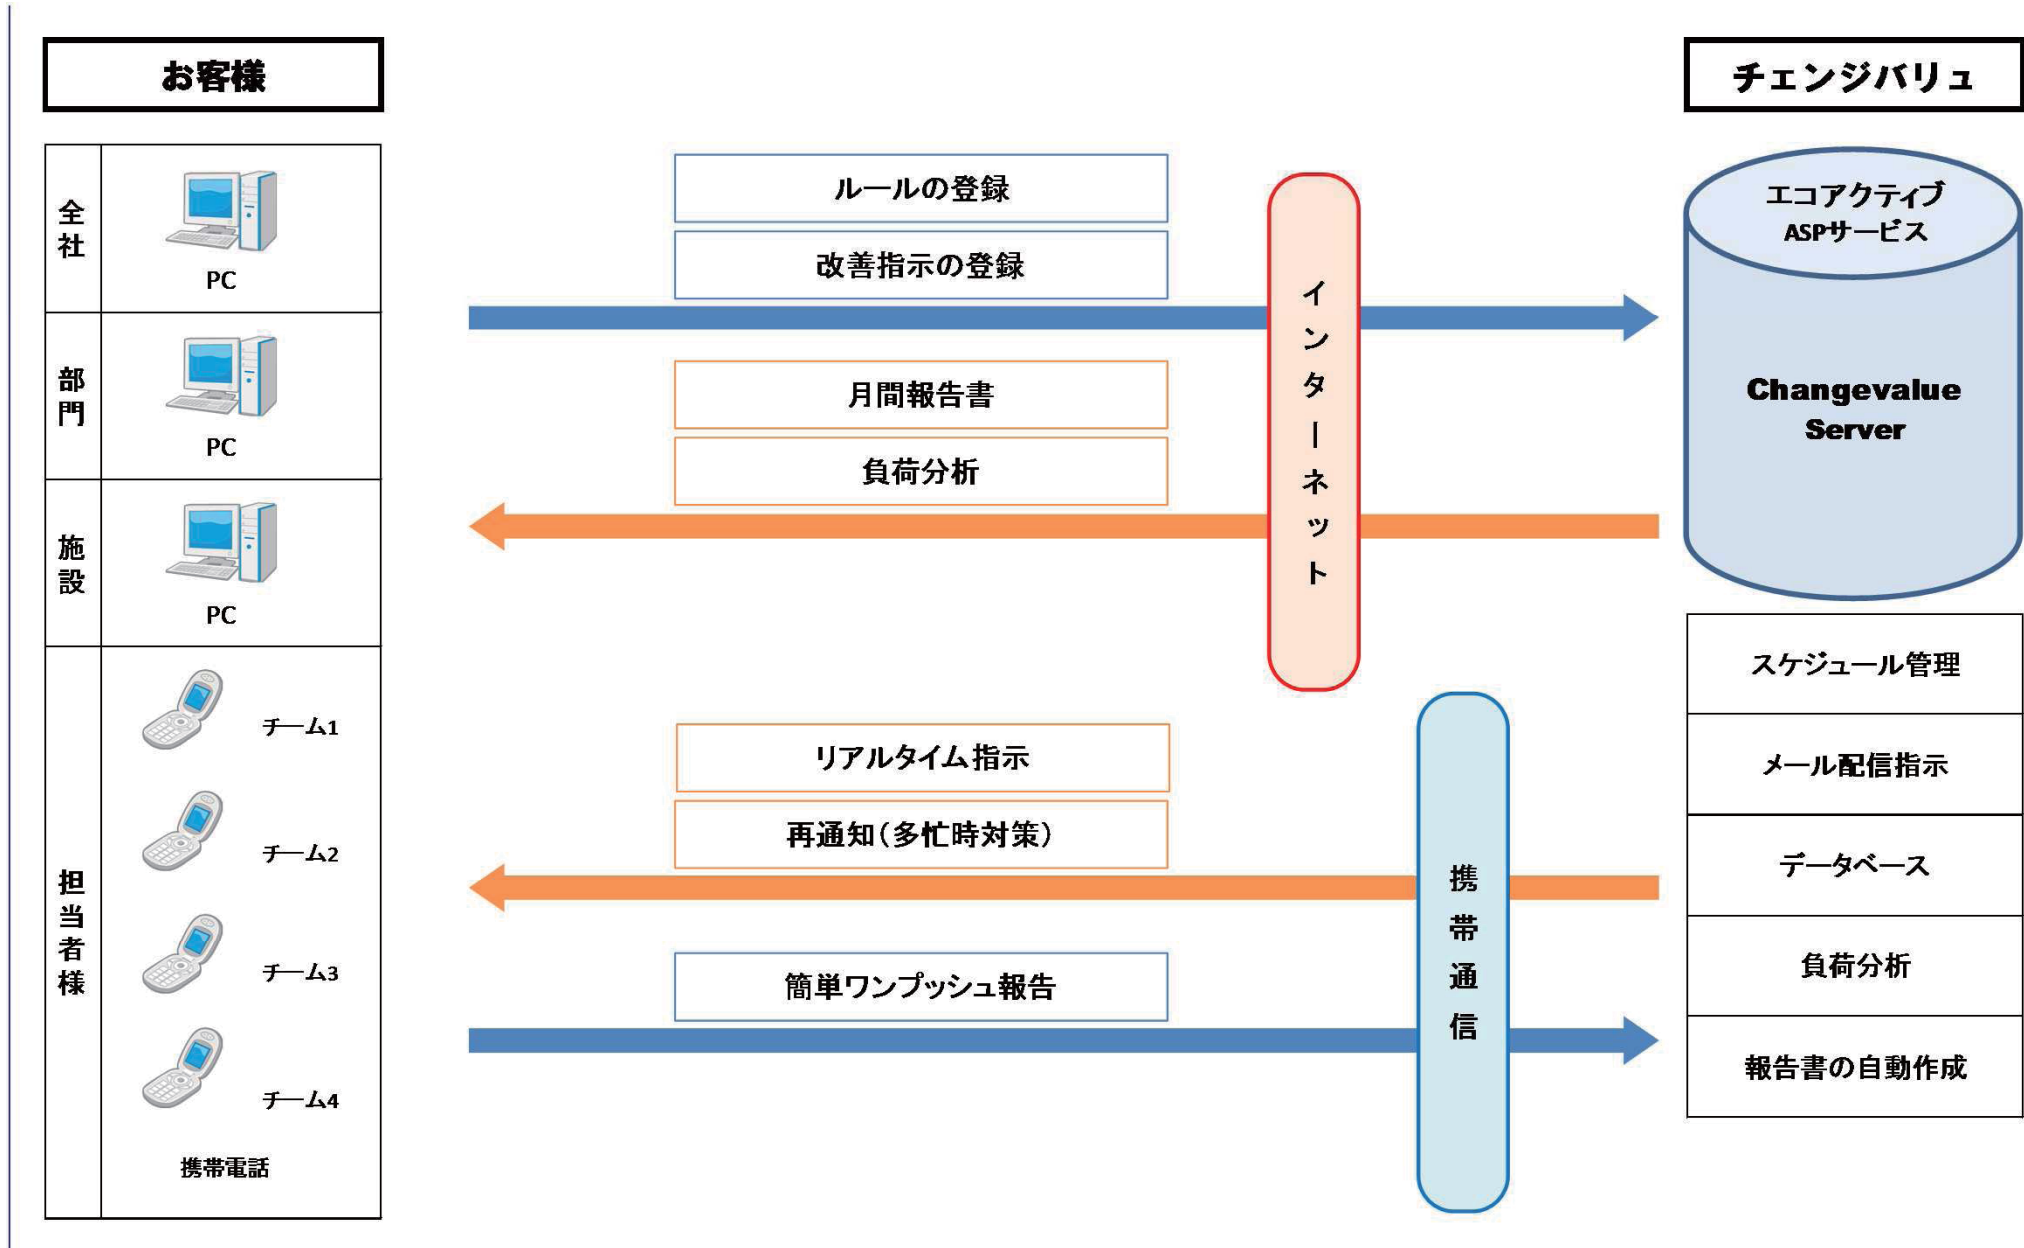 お客様
チェンジバリュ
全社
PC
部門
PC
施設
PC
担当者様
チーム1
チーム2
チーム3
チーム4
携帯電話
ルールの登録
改善指示の登録
月間報告書
負荷分析
インターネット
リアルタイム指示
再通知(多忙時対策)
簡単ワンプッシュ報告
携帯通信
エコアクティブ
ASPサービス
Changevalue
Server
スケジュール管理
メール配信指示
データベース
負荷分析
報告書の自動作成